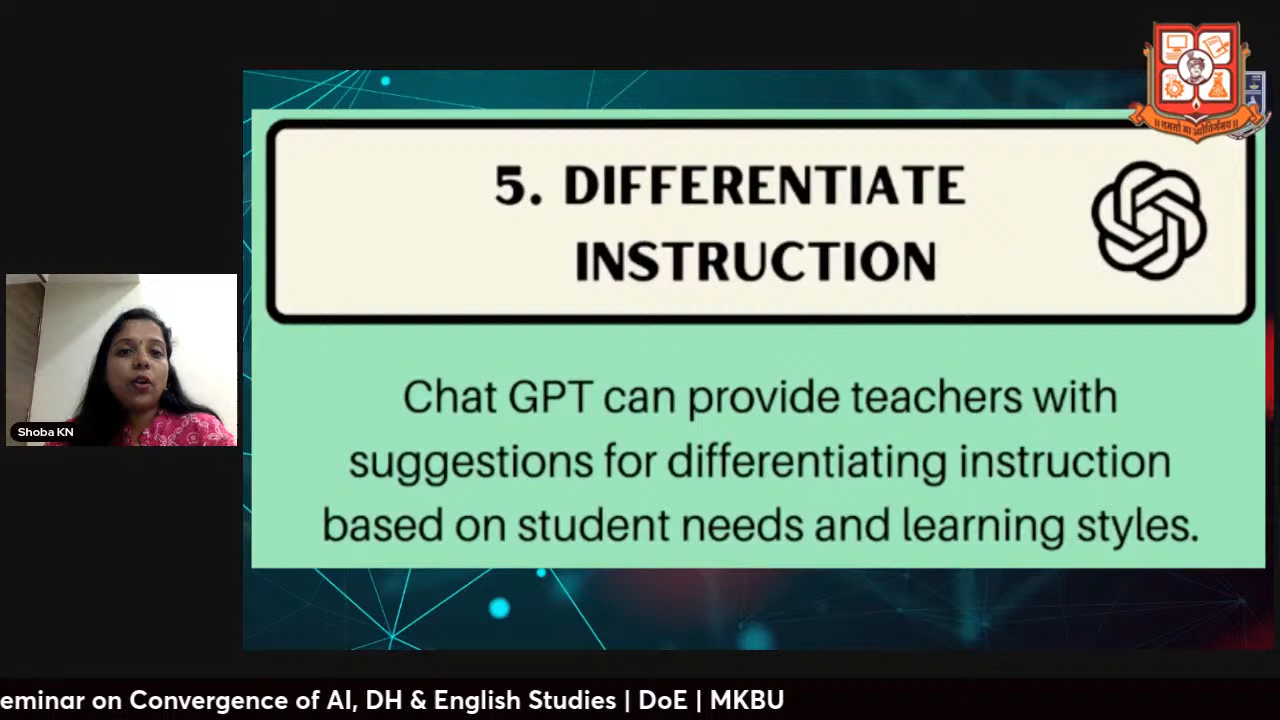 5. DIFFERENTIATE
INSTRUCTION
Chat GPT can provide teachers with
suggestions for differentiating instruction
based on student needs and learning styles.
Shoba KN
eminar on Convergence of AI, DH & English Studies | DoE | MKBU